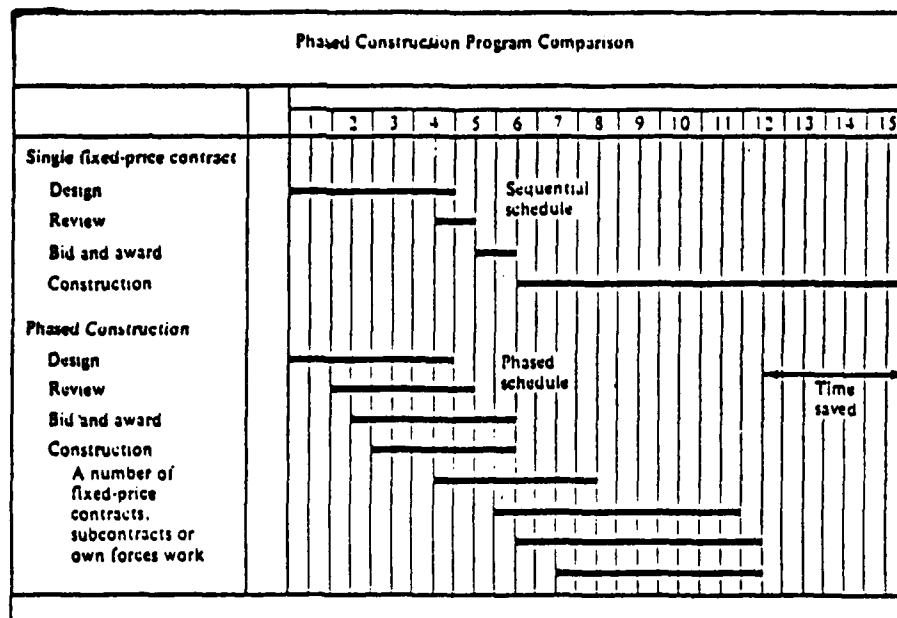 Phased Construction Program Comparison
1 2 3 4 5 6 7 8 9 10 11 12 13 14 15
Single fixed-price contract
Design
Sequential
schedule
Review
Bid and award
Construction
Phased Construction
Design
Phased
schedule
Review
Time
saved
Bid and award
Construction
A number of
fixed-price
contracts,
subcontracts or
own forces work